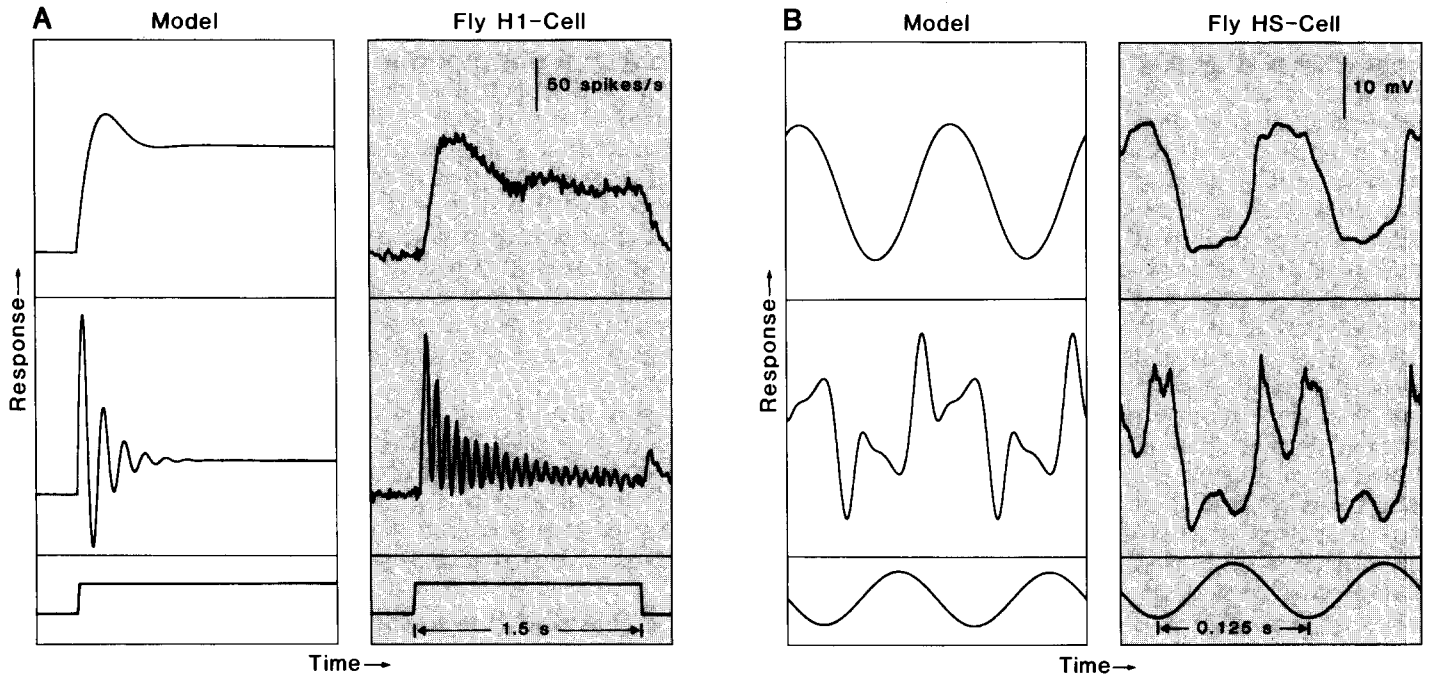 A
Model
Fly H1-Cell
50 spikes/s
1.5 s
B
Model
Fly HS-Cell
10 mV
0.125 s
Response→
Time→
Response→
Time→